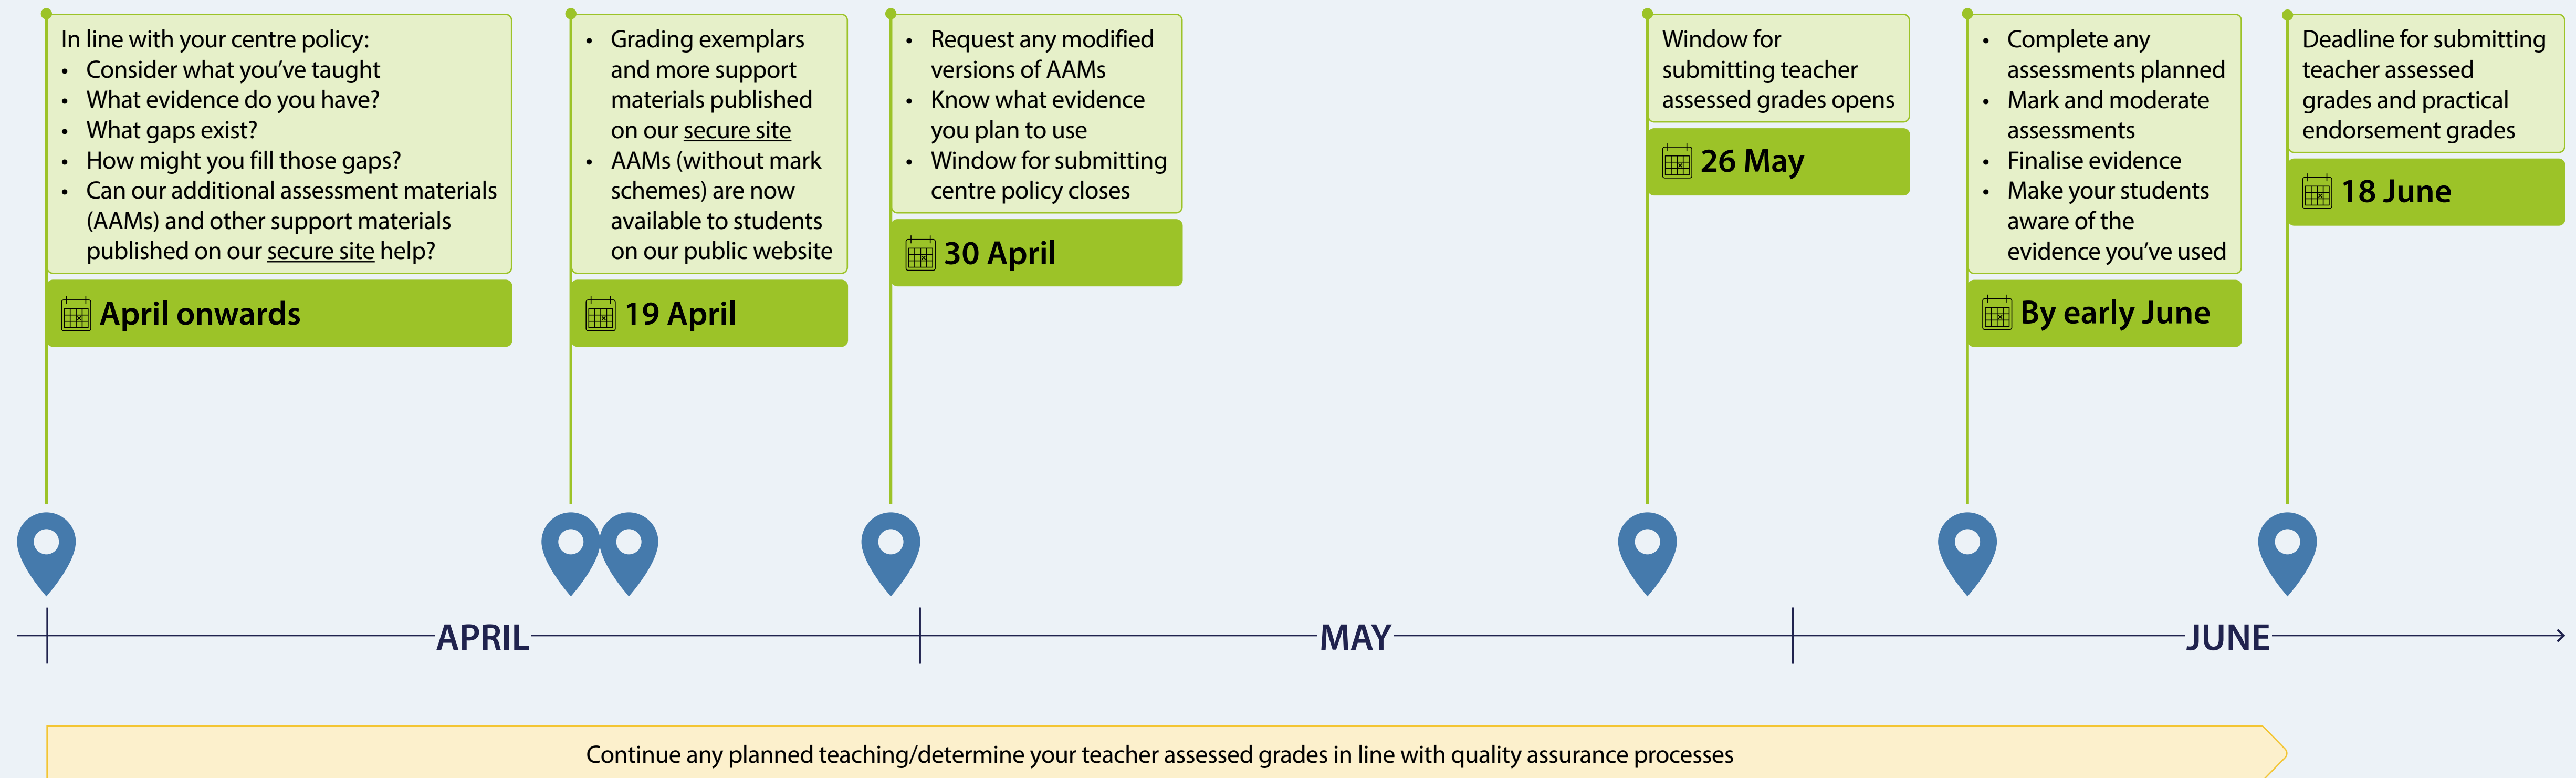 In line with your centre policy:
• Consider what you’ve taught
• What evidence do you have?
• What gaps exist?
• How might you fill those gaps?
• Can our additional assessment materials
(AAMs) and other support materials
published on our secure site help?
April onwards
• Grading exemplars
and more support
materials published
on our secure site
• AAMs (without mark
schemes) are now
available to students
on our public website
19 April
• Request any modified
versions of AAMs
• Know what evidence
you plan to use
• Window for submitting
centre policy closes
30 April
Window for
submitting teacher
assessed grades opens
26 May
• Complete any
assessments planned
• Mark and moderate
assessments
• Finalise evidence
• Make your students
aware of the
evidence you’ve used
By early June
Deadline for submitting
teacher assessed
grades and practical
endorsement grades
18 June
APRIL
MAY
JUNE
Continue any planned teaching/determine your teacher assessed grades in line with quality assurance processes